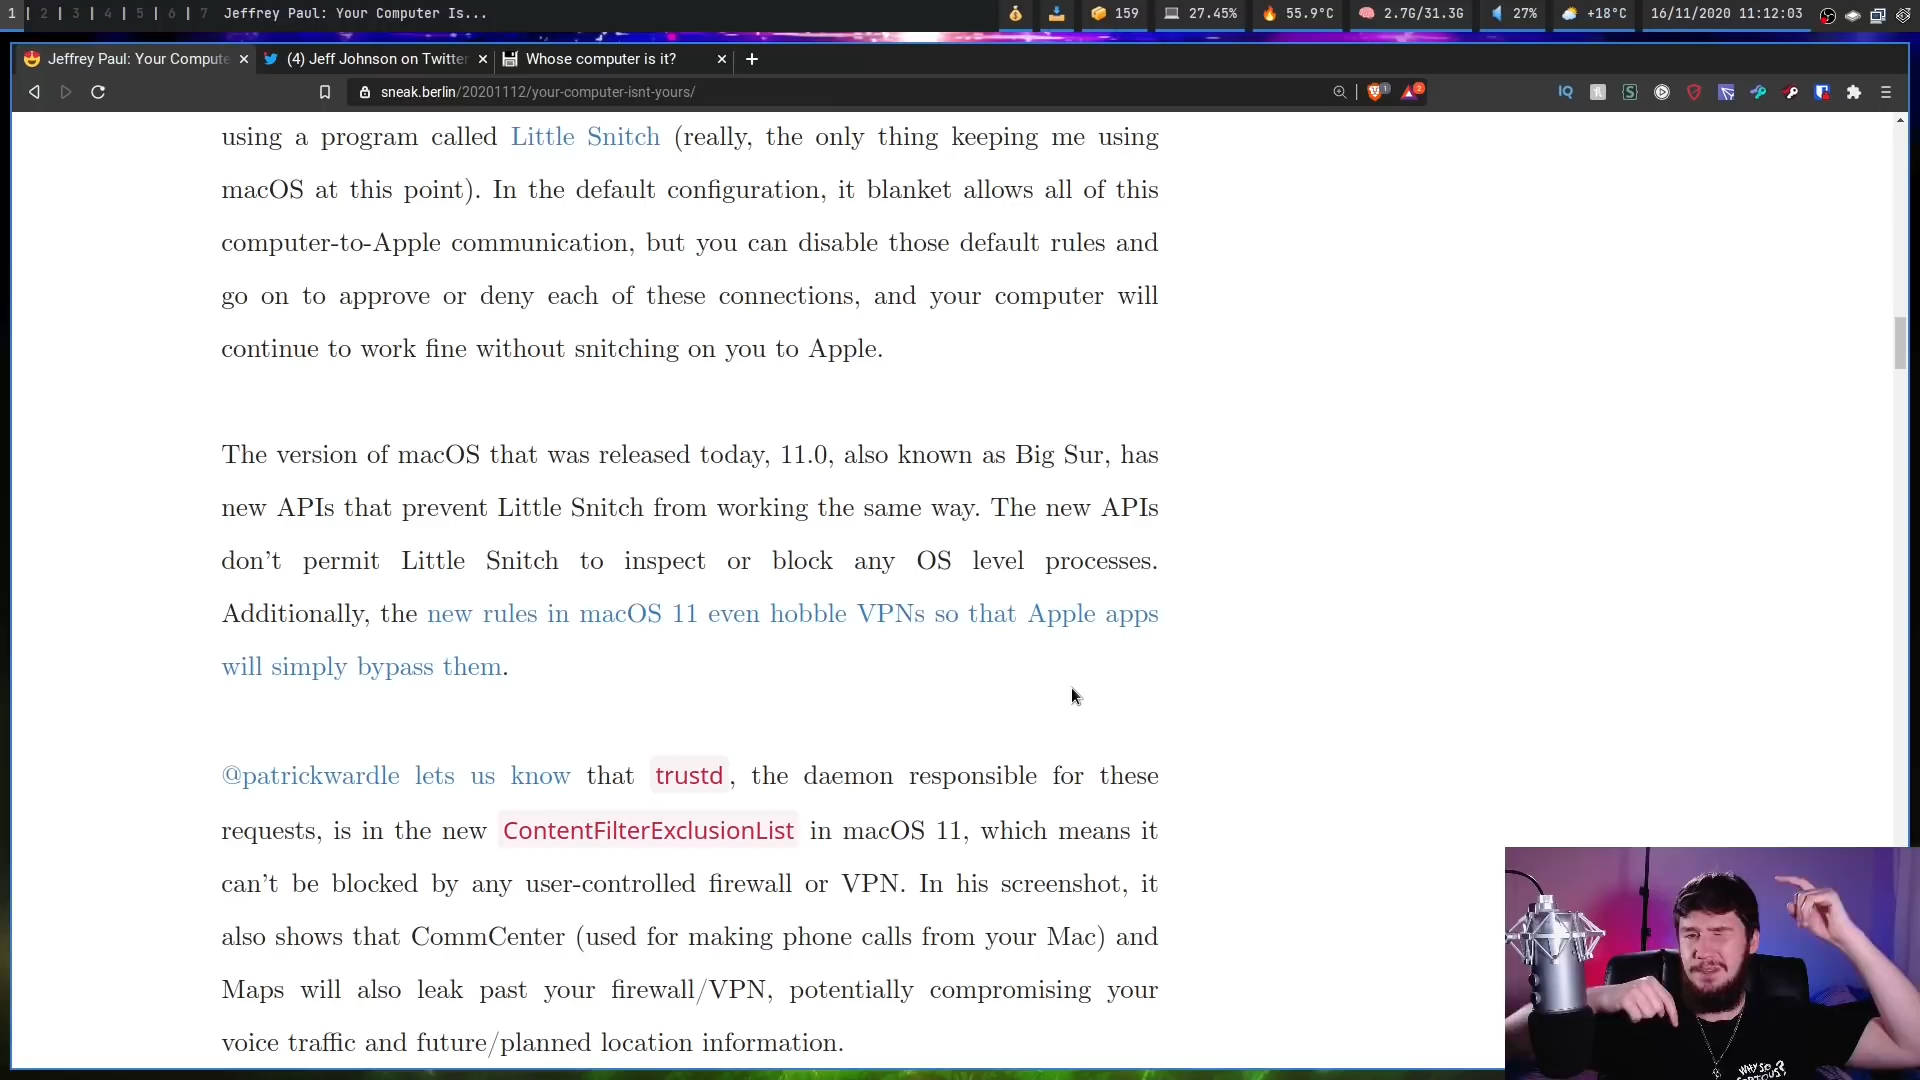 1 | 2 | 3 | 4 | 5 | 6 | 7 Jeffrey Paul: Your Computer Is...
159 27.45% 55.9°C 2.7G/31.3G 27% +18°C 16/11/2020 11:12:03
Jeffrey Paul: Your Compute (4) Jeff Johnson on Twitter Whose computer is it?
sneak.berlin/20201112/your-computer-isnt-yours/
using a program called Little Snitch (really, the only thing keeping me using
macOS at this point). In the default configuration, it blanket allows all of this
computer-to-Apple communication, but you can disable those default rules and
go on to approve or deny each of these connections, and your computer will
continue to work fine without snitching on you to Apple.
The version of macOS that was released today, 11.0, also known as Big Sur, has
new APIs that prevent Little Snitch from working the same way. The new APIs
don't permit Little Snitch to inspect or block any OS level processes.
Additionally, the new rules in macOS 11 even hobble VPNs so that Apple apps
will simply bypass them.
@patrickwardle lets us know that trustd, the daemon responsible for these
requests, is in the new ContentFilterExclusionList in macOS 11, which means it
can't be blocked by any user-controlled firewall or VPN. In his screenshot, it
also shows that CommCenter (used for making phone calls from your Mac) and
Maps will also leak past your firewall/VPN, potentially compromising your
voice traffic and future/planned location information.
WHY SO
SERIOUS?